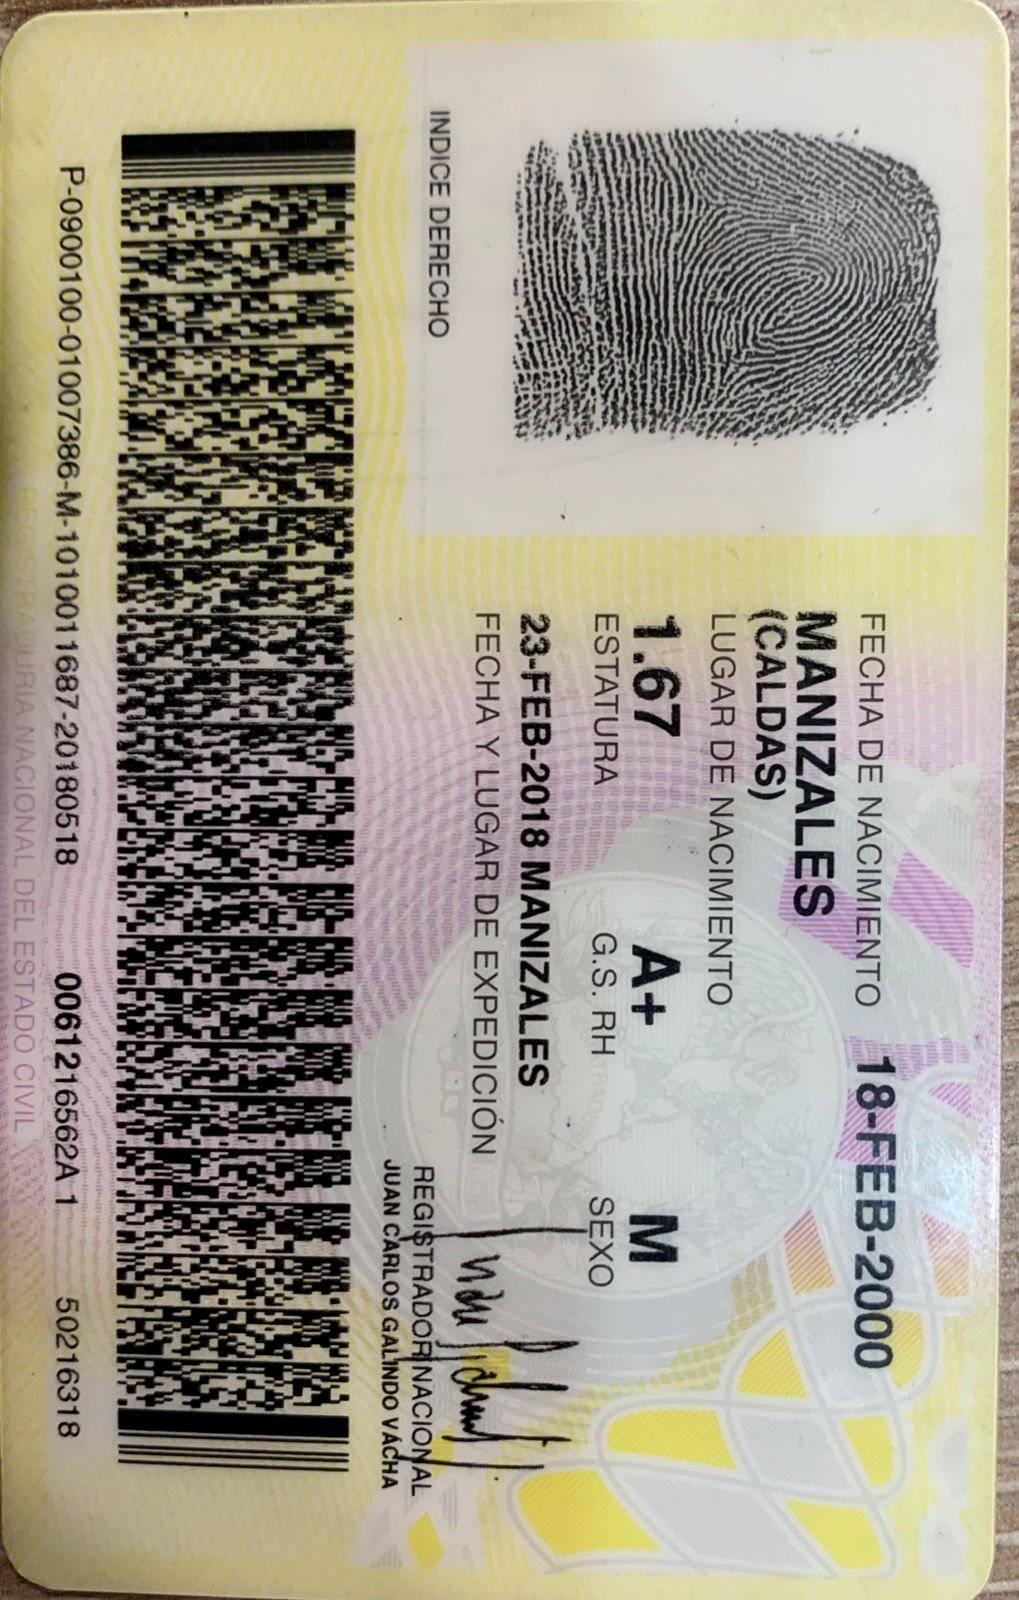 FECHA DE NACIMIENTO 18-FEB-2000
MANIZALES
(CALDAS)
LUGAR DE NACIMIENTO
1.67 A+ M
ESTATURA G.S. RH SEXO
23-FEB-2018 MANIZALES
FECHA Y LUGAR DE EXPEDICIÓN
INDICE DERECHO
REGISTRADOR NACIONAL
JUAN CARLOS GALINDO VÁCHA
P-0900100-01007386-M-1010011687-20180518 0061216562A 1 50216318
REGISTRADURIA NACIONAL DEL ESTADO CIVIL